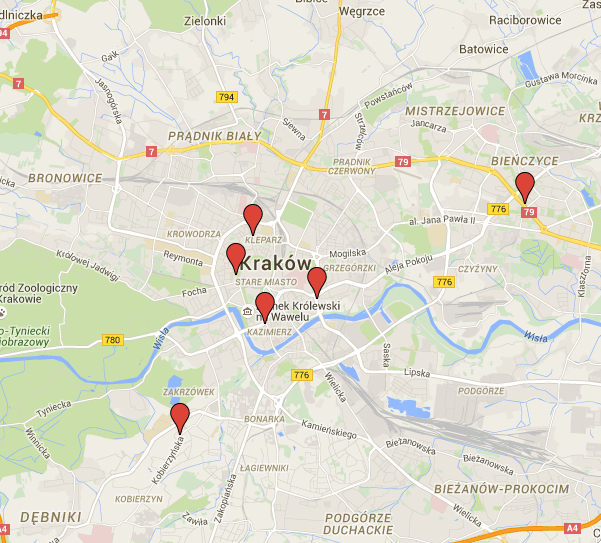 Bibice
Węgrzce
Raciborowice
dlniczka
Zielonki
Batowice
94
7
Gaik
794
Powstańców
Gustawa Morcinka
Jasnogórska
7
MISTRZEJOWICE
Jancarza
Siewna
Strzelców
PRĄDNIK BIAŁY
7
PRĄDNIK
CZERWONY
79
BIEŃCZYCE
BRONOWICE
776
79
al. Jana Pawła II
KLEPARZ
KROWODRZA
Królowej Jadwigi
Reymonta
Mogilska
Kraków
GRZEGÓRZKI
Aleja Pokoju
CZYŻYNY
Klasztorna
ród Zoologiczny
Krakowie
Focha
STARE MIASTO
776
nek Królewski
na Wawelu
o-Tyniecki
jobrazowy
780
Wisła
KAZIMIERZ
Wisła
Saska
776
Lipska
Wielicka
PODGÓRZE
ZAKRZÓWEK
Tyniecka
BONARKA
Winnicka
Kamieńskiego
Bieżanowska
Kobierzyńska
Bieżanowska
ŁAGIEWNIKI
KOBIERZYN
Zakopiańska
BIEŻANÓW-PROKOCIM
Wielicka
DĘBNIKI
Zawiła
PODGÓRZE
DUCHACKIE
A4
A4